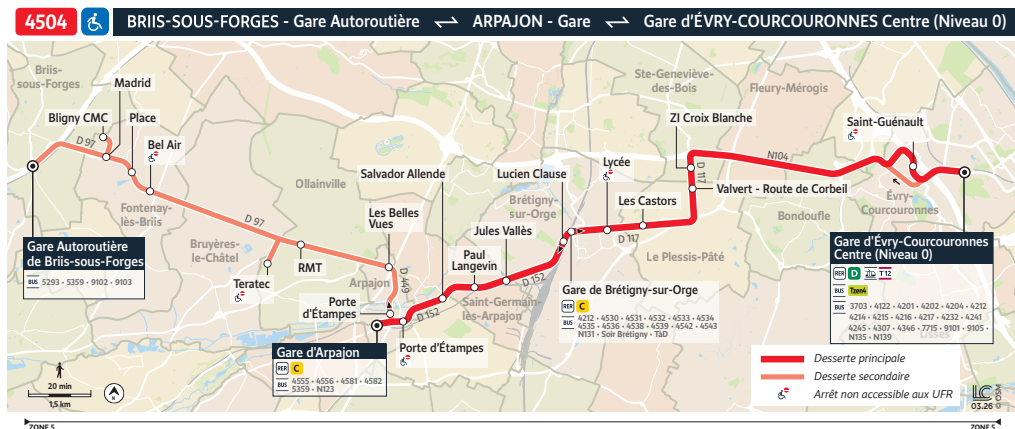 4504 BRIIS-SOUS-FORGES - Gare Autoroutière ARPAJON - Gare Gare d'ÉVRY-COURCOURONNES Centre (Niveau 0)
Briis-
sous-Forges
Madrid
Bligny CMC
Place
Bel Air
D 97
Fontenay-
lès-Briis
Ollainville
D 97
Bruyères-
le-Châtel
Teratec
RMT
Les Belles
Vues
D 449
Arpajon
Porte
d'Étampes
Salvador Allende
Porte d'Étampes
D 152
Paul
Langevin
Saint-Germain-
lès-Arpajon
Jules Vallès
D 152
Lucien Clause
Brétigny-
sur-Orge
Lycée
Les Castors
D 117
Le Plessis-Pâté
Ste-Geneviève-
des-Bois
Fleury-Mérogis
ZI Croix Blanche
D 117
Valvert - Route de Corbeil
N104
Bondoufle
Saint-Guénault
Évry-
Courcouronnes
Lisses
Gare Autoroutière
de Briis-sous-Forges
BUS 5293 • 5359 • 9102 • 9103
Gare d'Arpajon
RER C
BUS 4555 • 4556 • 4581 • 4582
5359 • N123
Gare de Brétigny-sur-Orge
RER C
BUS 4212 • 4530 • 4531 • 4532 • 4533 • 4534
4535 • 4536 • 4538 • 4539 • 4542 • 4543
N131 • Soir Brétigny • TàD
Gare d'Évry-Courcouronnes
Centre (Niveau 0)
RER D T12
BUS Tzen4
BUS 3703 • 4122 • 4201 • 4202 • 4204 • 4212
4214 • 4215 • 4216 • 4217 • 4232 • 4241
4245 • 4307 • 4346 • 7715 • 9101 • 9105 •
N135 • N139
Desserte principale
Desserte secondaire
Arrêt non accessible aux UFR
20 min
1,5 km
N
LC
03.26
© OSM
ZONE 5
ZONE 5